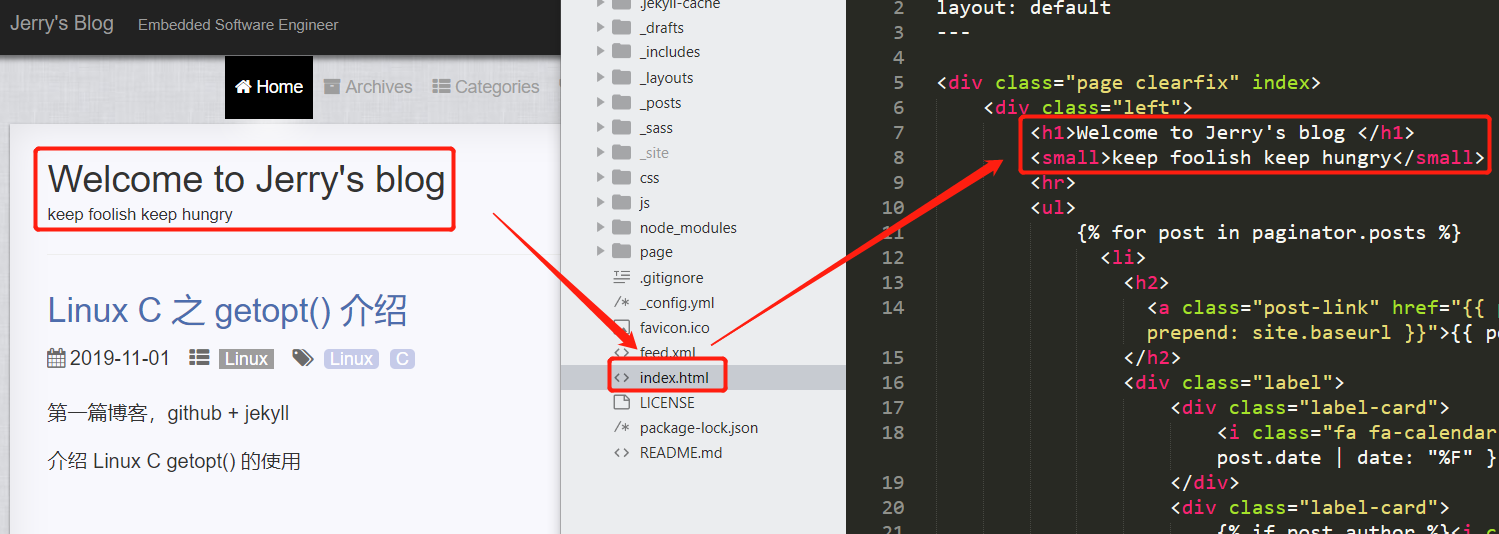 Jerry's Blog Embedded Software Engineer
Home Archives Categories
Welcome to Jerry's blog
keep foolish keep hungry
Linux C 之 getopt() 介绍
2019-11-01 Linux Linux C
第一篇博客，github + jekyll
介绍 Linux C getopt() 的使用
.jekyll-cache
_drafts
_includes
_layouts
_posts
_sass
_site
css
js
node_modules
page
.gitignore
_config.yml
favicon.ico
feed.xml
index.html
LICENSE
package-lock.json
README.md
2 layout: default
3 ---
4
5 <div class="page clearfix" index>
6 <div class="left">
7 <h1>Welcome to Jerry's blog </h1>
8 <small>keep foolish keep hungry</small>
9 <hr>
10 <ul>
11 {% for post in paginator.posts %}
12 <li>
13 <h2>
14 <a class="post-link" href="{{ p
prepend: site.baseurl }}">{{ po
15 </h2>
16 <div class="label">
17 <div class="label-card">
18 <i class="fa fa-calendar
post.date | date: "%F" }
19 </div>
20 <div class="label-card">
21 {% if post.author %}<i c